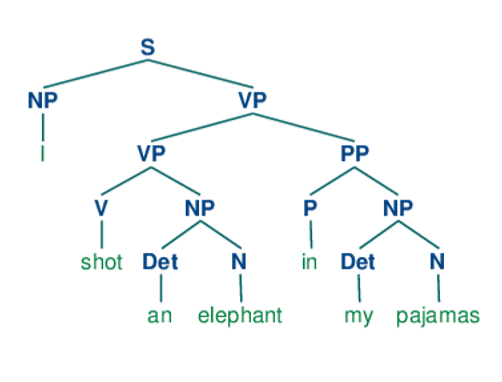 S
NP VP
I VP PP
V NP P NP
shot Det N in Det N
an elephant my pajamas